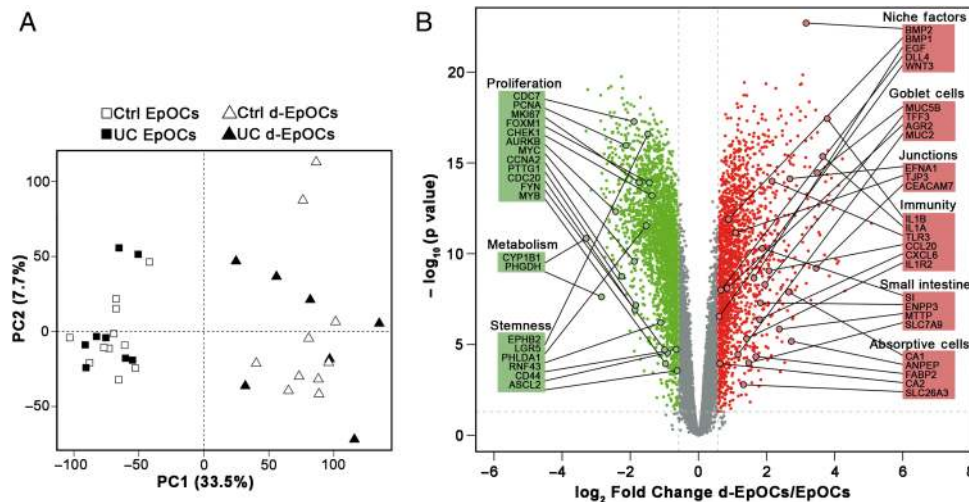 A
□ Ctrl EpOCs △ Ctrl d-EpOCs
■ UC EpOCs ▲ UC d-EpOCs
PC2 (7.7%)
100
50
0
−50
−100 −50 0 50 100
PC1 (33.5%)
B
− log10 (p value)
20
15
10
5
0
−6 −4 −2 0 2 4 6 8
log2 Fold Change d-EpOCs/EpOCs
Proliferation
CDC7
PCNA
MKI67
FOXM1
CHEK1
AURKB
MYC
CCNA2
PTTG1
CDC20
FYN
MYB
Metabolism
CYP1B1
PHGDH
Stemness
EPHB2
LGR5
PHLDA1
RNF43
CD44
ASCL2
Niche factors
BMP2
BMP1
EGF
DLL4
WNT3
Goblet cells
MUC5B
TFF3
AGR2
MUC2
Junctions
EFNA1
TJP3
CEACAM7
Immunity
IL1B
IL1A
TLR3
CCL20
CXCL6
IL1R2
Small intestine
SI
ENPP3
MTTP
SLC7A9
Absorptive cells
CA1
ANPEP
FABP2
CA2
SLC26A3